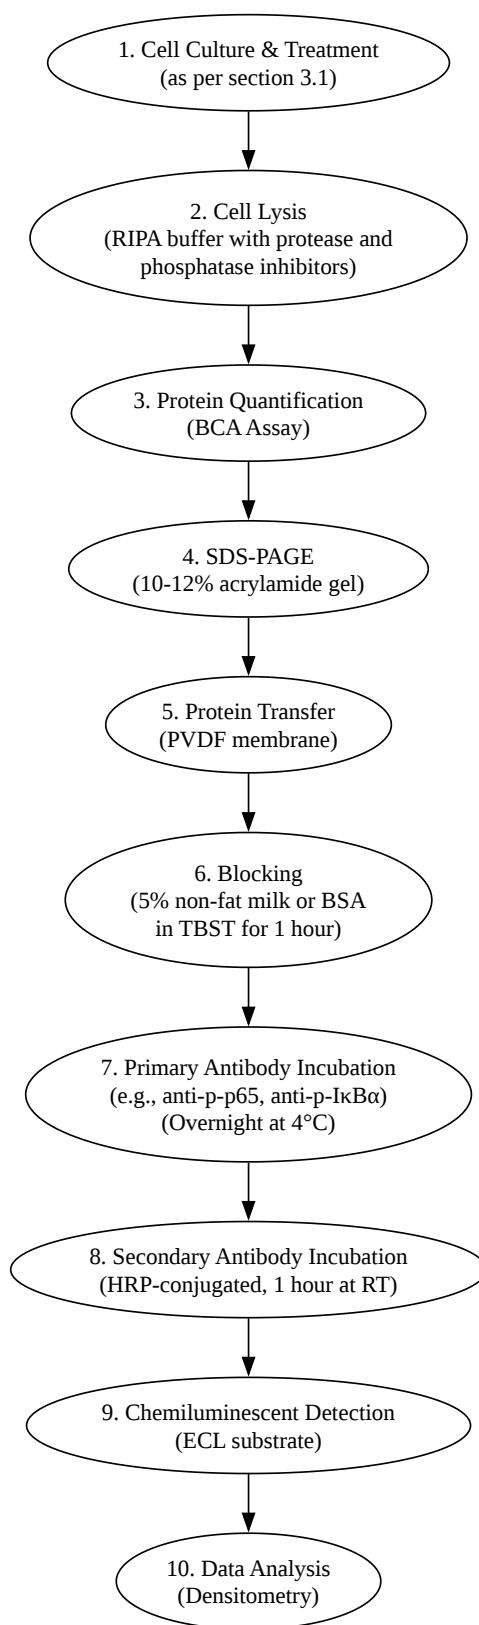 1. Cell Culture & Treatment
(as per section 3.1)
2. Cell Lysis
(RIPA buffer with protease and
phosphatase inhibitors)
3. Protein Quantification
(BCA Assay)
4. SDS-PAGE
(10-12% acrylamide gel)
5. Protein Transfer
(PVDF membrane)
6. Blocking
(5% non-fat milk or BSA
in TBST for 1 hour)
7. Primary Antibody Incubation
(e.g., anti-p-p65, anti-p-IκBα)
(Overnight at 4°C)
8. Secondary Antibody Incubation
(HRP-conjugated, 1 hour at RT)
9. Chemiluminescent Detection
(ECL substrate)
10. Data Analysis
(Densitometry)